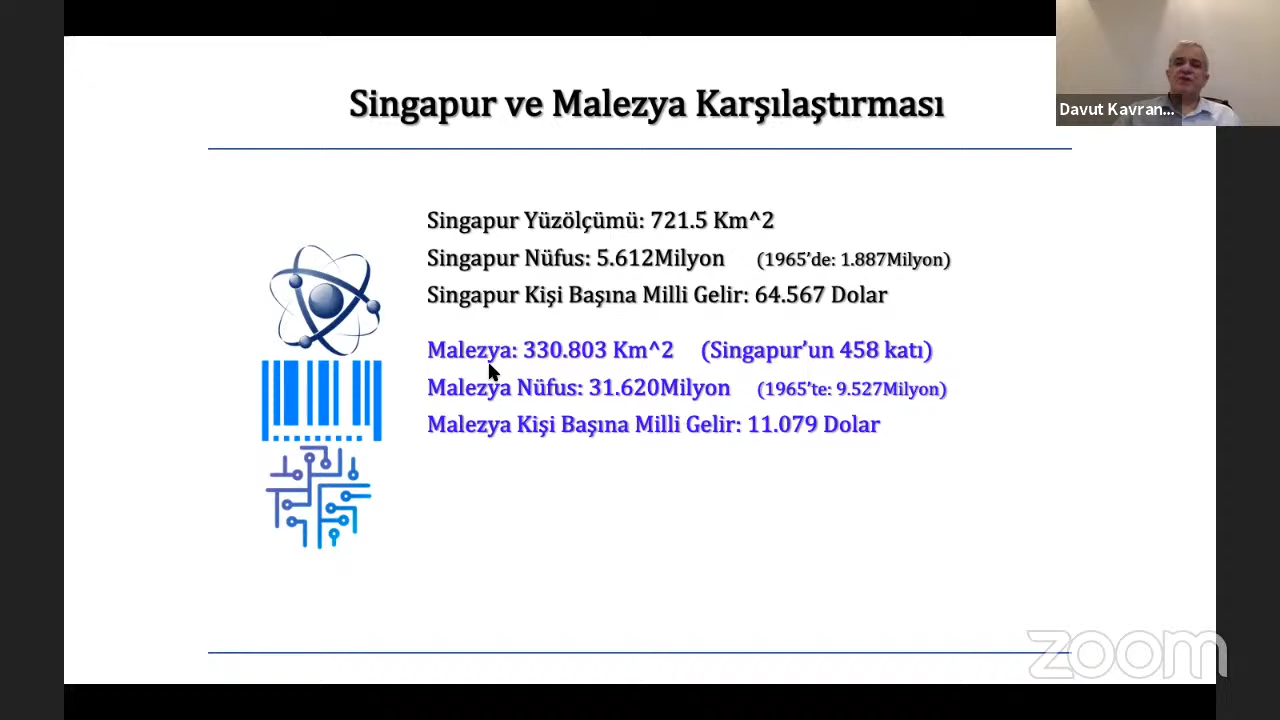 Singapur ve Malezya Karşılaştırması
Davut Kavran...
Singapur Yüzölçümü: 721.5 Km^2
Singapur Nüfus: 5.612Milyon (1965’de: 1.887Milyon)
Singapur Kişi Başına Milli Gelir: 64.567 Dolar
Malezya: 330.803 Km^2 (Singapur’un 458 katı)
Malezya Nüfus: 31.620Milyon (1965’te: 9.527Milyon)
Malezya Kişi Başına Milli Gelir: 11.079 Dolar
zoom